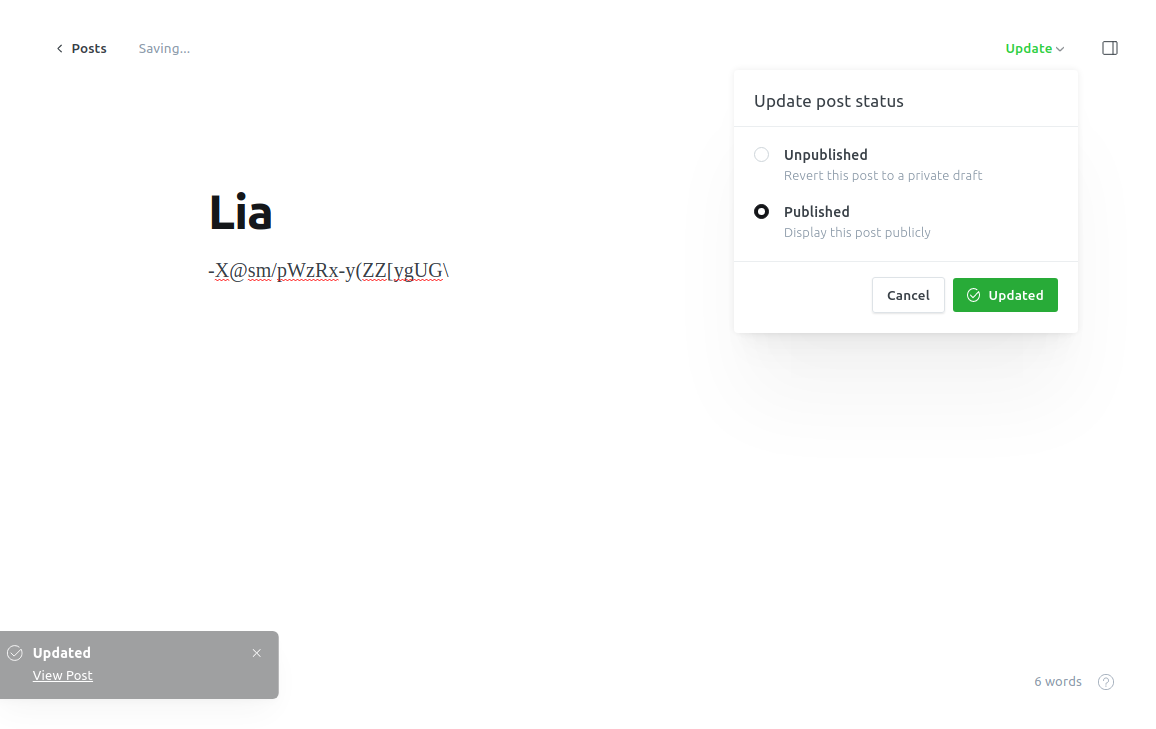 Posts
Saving...
Update
Update post status
Unpublished
Revert this post to a private draft
Published
Display this post publicly
Cancel
Updated
Lia
-X@sm/pWzRx-y(ZZ[ygUG\
Updated
View Post
6 words
?